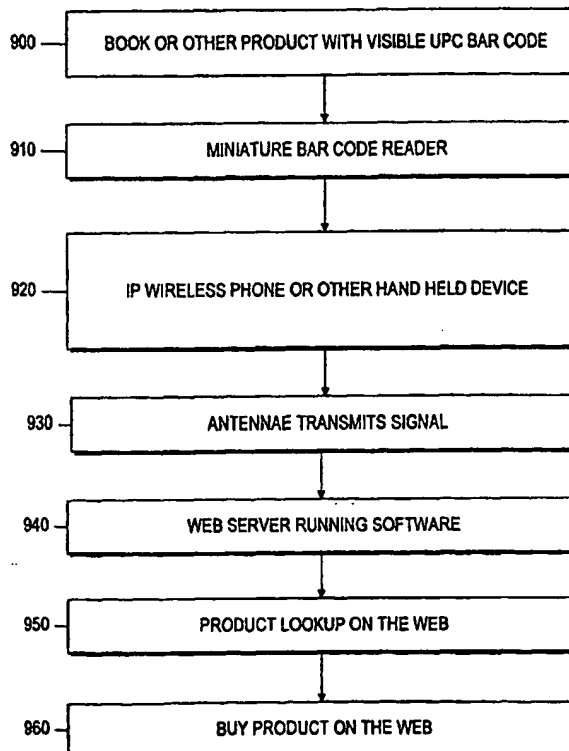 900 BOOK OR OTHER PRODUCT WITH VISIBLE UPC BAR CODE
910 MINIATURE BAR CODE READER
920 IP WIRELESS PHONE OR OTHER HAND HELD DEVICE
930 ANTENNAE TRANSMITS SIGNAL
940 WEB SERVER RUNNING SOFTWARE
950 PRODUCT LOOKUP ON THE WEB
960 BUY PRODUCT ON THE WEB